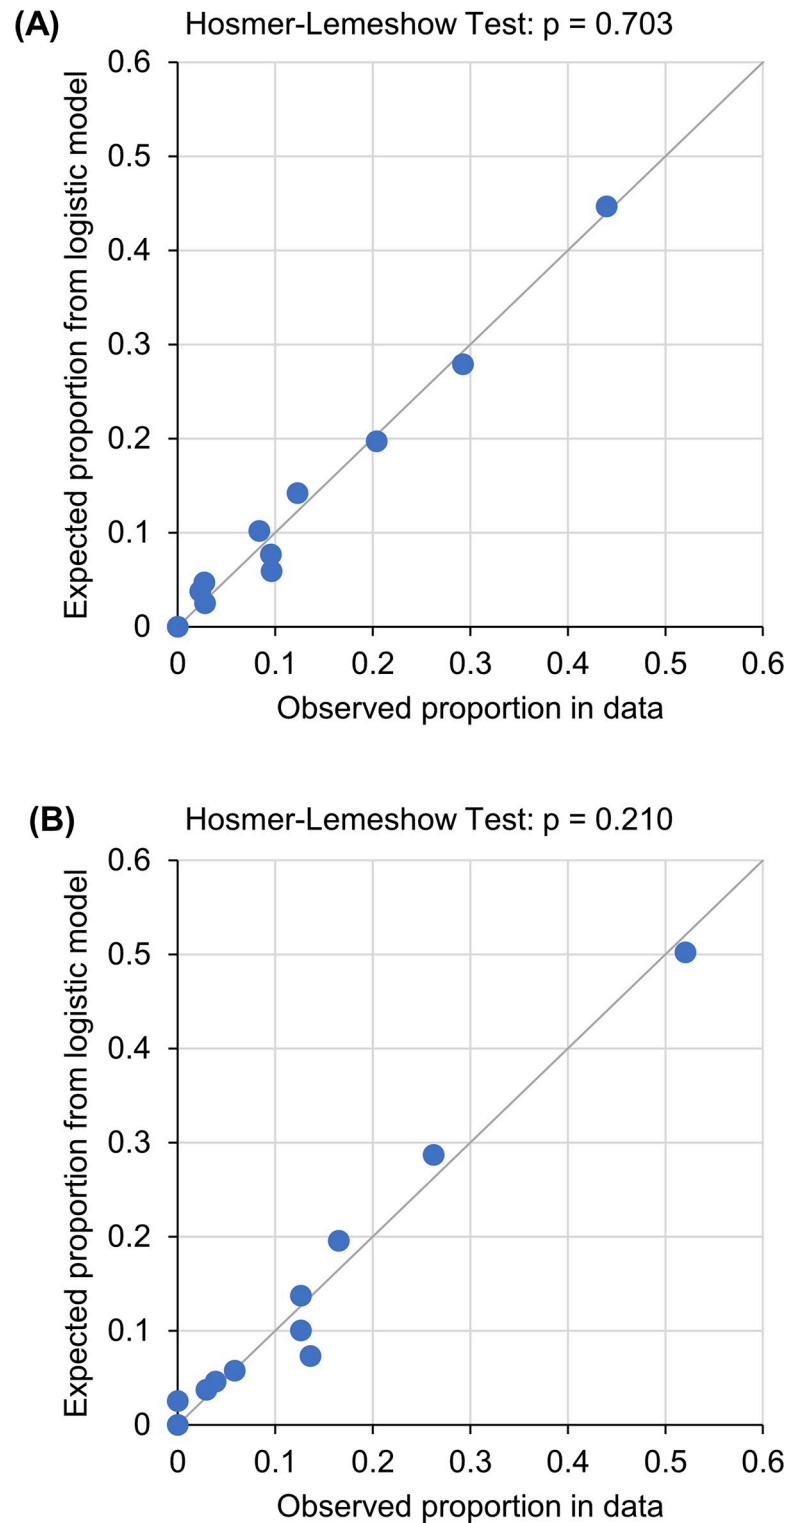 (A)
Hosmer-Lemeshow Test: p = 0.703
Expected proportion from logistic model
0.6
0.5
0.4
0.3
0.2
0.1
0
0 0.1 0.2 0.3 0.4 0.5 0.6
Observed proportion in data
(B)
Hosmer-Lemeshow Test: p = 0.210
Expected proportion from logistic model
0.6
0.5
0.4
0.3
0.2
0.1
0
0 0.1 0.2 0.3 0.4 0.5 0.6
Observed proportion in data